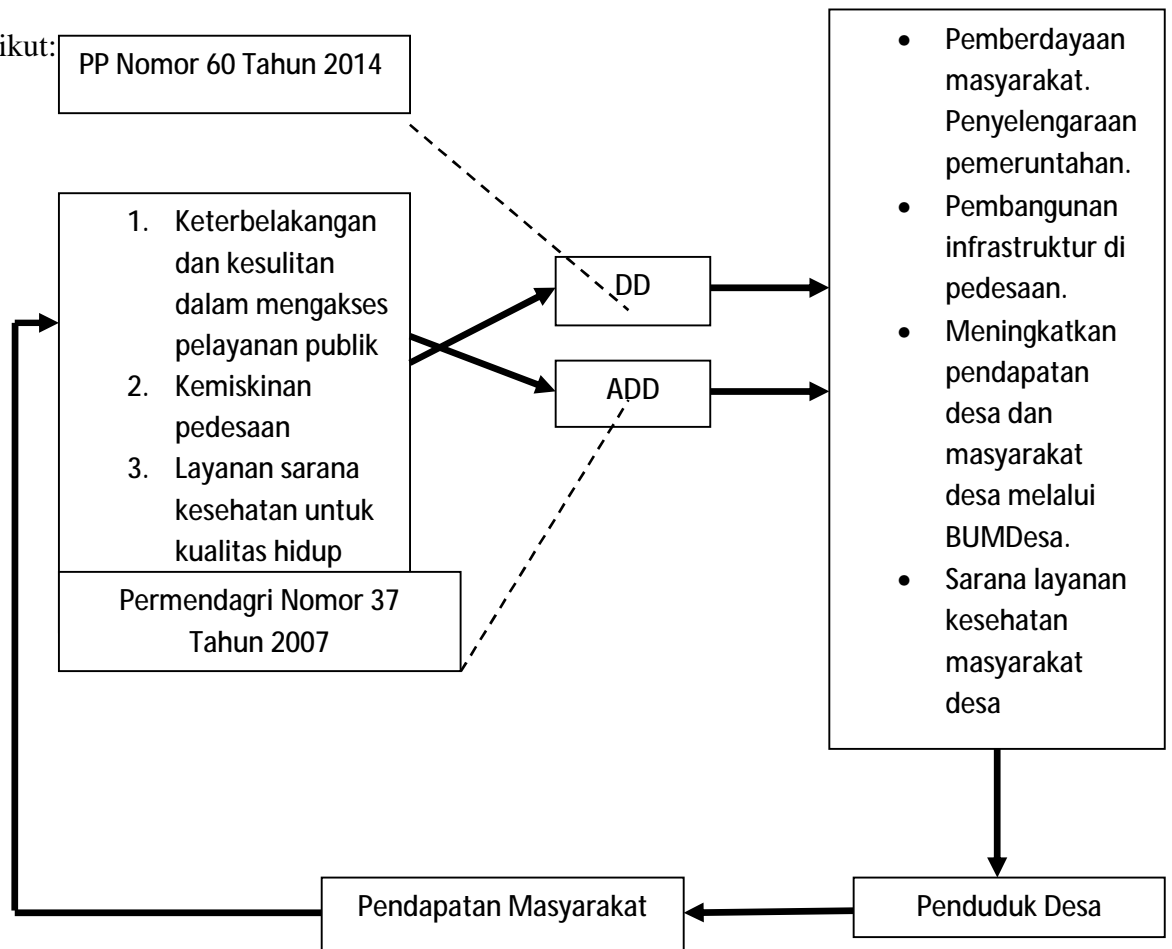 ikut:
PP Nomor 60 Tahun 2014
1. Keterbelakangan
dan kesulitan
dalam mengakses
pelayanan publik
2. Kemiskinan
pedesaan
3. Layanan sarana
kesehatan untuk
kualitas hidup
Permendagri Nomor 37
Tahun 2007
DD
ADD
• Pemberdayaan
masyarakat.
Penyelengaraan
pemeruntahan.
• Pembangunan
infrastruktur di
pedesaan.
• Meningkatkan
pendapatan
desa dan
masyarakat
desa melalui
BUMDesa.
• Sarana layanan
kesehatan
masyarakat
desa
Pendapatan Masyarakat
Penduduk Desa